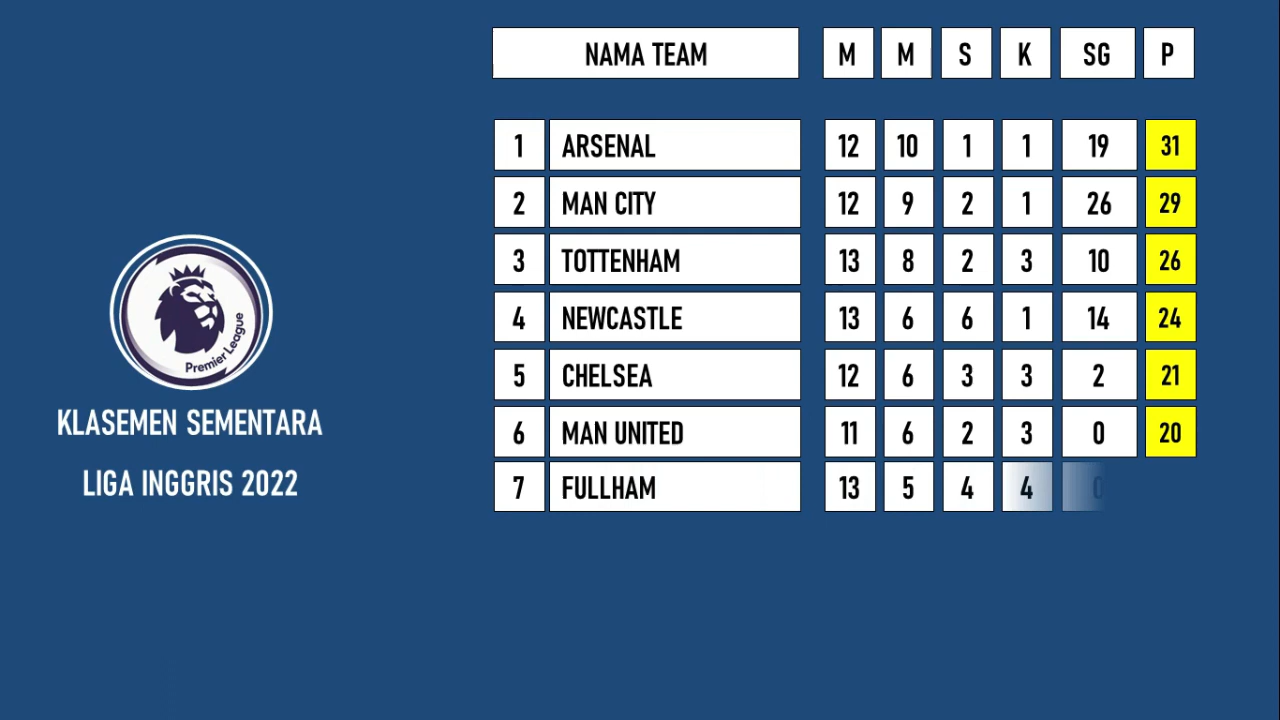 NAMA TEAM M M S K SG P
1 ARSENAL 12 10 1 1 19 31
2 MAN CITY 12 9 2 1 26 29
3 TOTTENHAM 13 8 2 3 10 26
4 NEWCASTLE 13 6 6 1 14 24
5 CHELSEA 12 6 3 3 2 21
6 MAN UNITED 11 6 2 3 0 20
7 FULLHAM 13 5 4 4 0
Premier League
KLASEMEN SEMENTARA
LIGA INGGRIS 2022